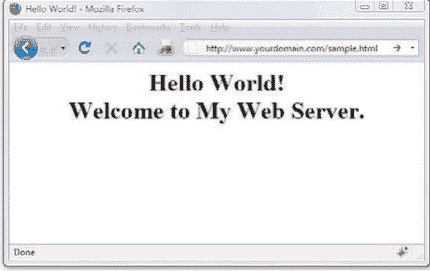 Hello World! - Mozilla Firefox
File Edit View History Bookmarks Tools Help
http://www.yourdomain.com/sample.html
Hello World!
Welcome to My Web Server.
Done